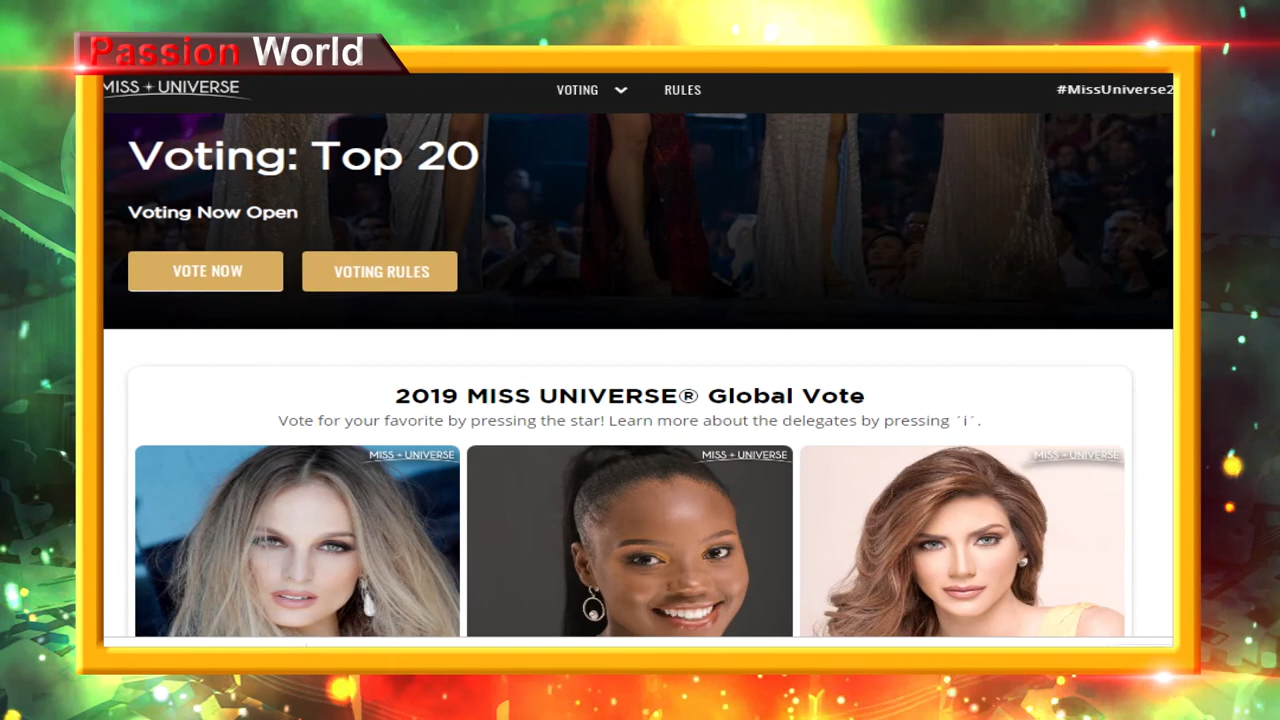 Passion World
MISS + UNIVERSE
VOTING
RULES
#MissUniverse2
Voting: Top 20
Voting Now Open
VOTE NOW
VOTING RULES
2019 MISS UNIVERSE® Global Vote
Vote for your favorite by pressing the star! Learn more about the delegates by pressing ´i´.
MISS + UNIVERSE
MISS + UNIVERSE
MISS + UNIVERSE